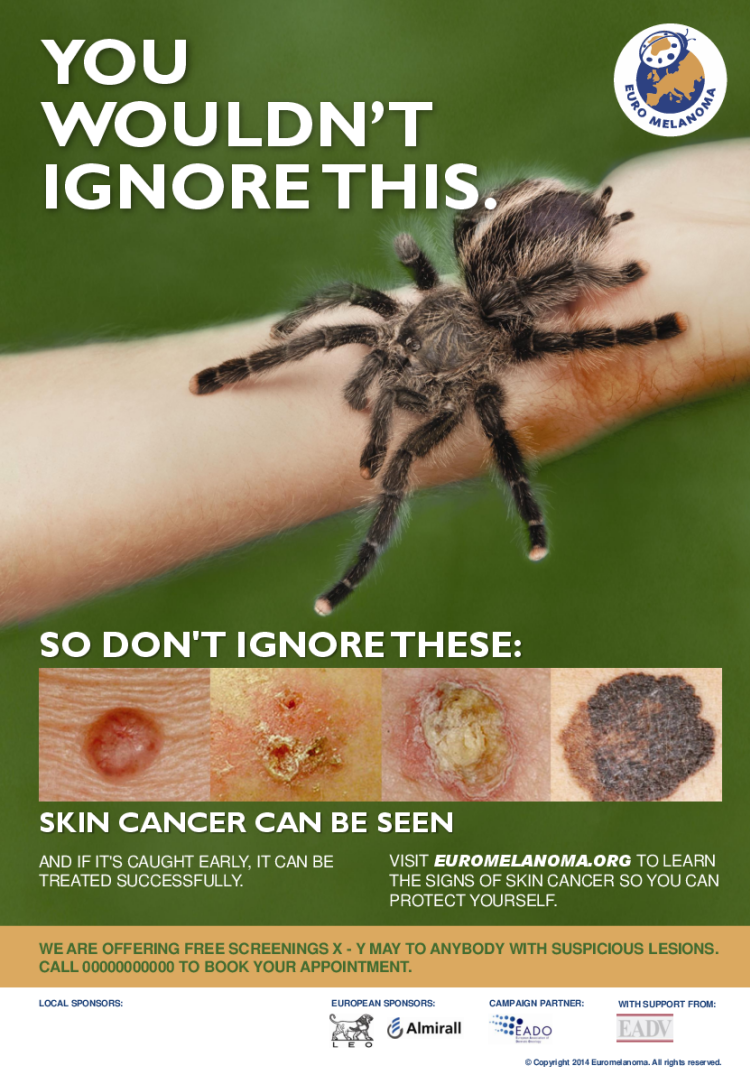 YOU
WOULDN'T
IGNORE THIS.
EURO MELANOMA
SO DON'T IGNORE THESE:
SKIN CANCER CAN BE SEEN
AND IF IT'S CAUGHT EARLY, IT CAN BE
TREATED SUCCESSFULLY.
VISIT EUROMELANOMA.ORG TO LEARN
THE SIGNS OF SKIN CANCER SO YOU CAN
PROTECT YOURSELF.
WE ARE OFFERING FREE SCREENINGS X - Y MAY TO ANYBODY WITH SUSPICIOUS LESIONS.
CALL 00000000000 TO BOOK YOUR APPOINTMENT.
LOCAL SPONSORS:
EUROPEAN SPONSORS:
LEO
Almirall
CAMPAIGN PARTNER:
EADO
WITH SUPPORT FROM:
EADV
© Copyright 2014 Euromelanoma. All rights reserved.